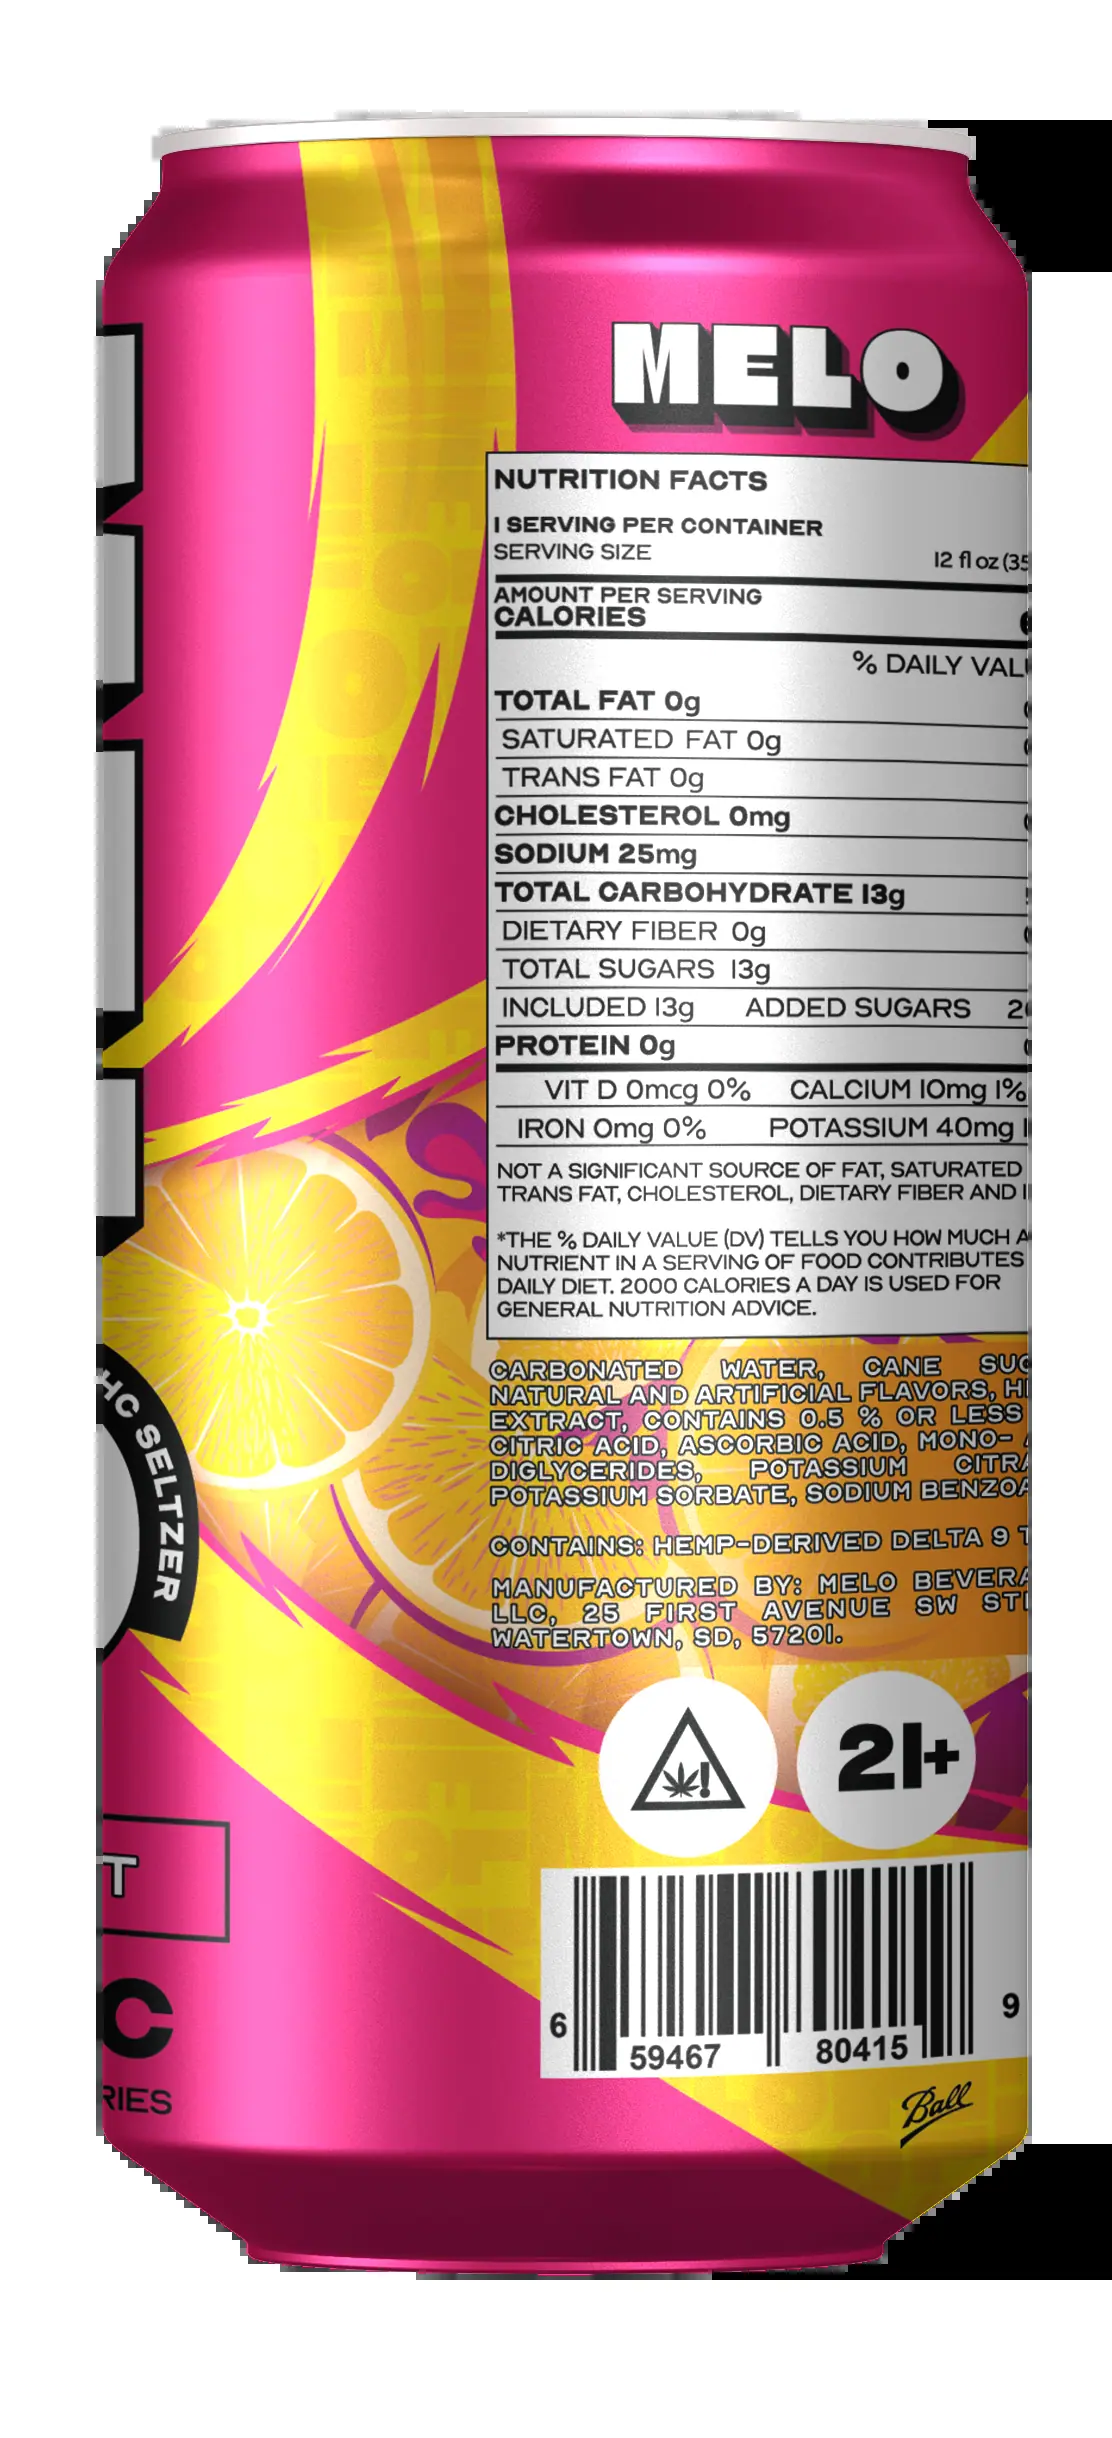 MELO
NUTRITION FACTS
1 SERVING PER CONTAINER
SERVING SIZE 12 fl oz (35
AMOUNT PER SERVING
CALORIES
% DAILY VALU
TOTAL FAT 0g
SATURATED FAT 0g
TRANS FAT 0g
CHOLESTEROL 0mg
SODIUM 25mg
TOTAL CARBOHYDRATE 13g
DIETARY FIBER 0g
TOTAL SUGARS 13g
INCLUDED 13g ADDED SUGARS
PROTEIN 0g
VIT D 0mcg 0% CALCIUM 10mg 1%
IRON 0mg 0% POTASSIUM 40mg
NOT A SIGNIFICANT SOURCE OF FAT, SATURATED
TRANS FAT, CHOLESTEROL, DIETARY FIBER AND
*THE % DAILY VALUE (DV) TELLS YOU HOW MUCH A
NUTRIENT IN A SERVING OF FOOD CONTRIBUTES
DAILY DIET. 2000 CALORIES A DAY IS USED FOR
GENERAL NUTRITION ADVICE.
CARBONATED WATER, CANE SUG
NATURAL AND ARTIFICIAL FLAVORS,
EXTRACT, CONTAINS 0.5 % OR LESS
CITRIC ACID, ASCORBIC ACID, MONO-
DIGLYCERIDES, POTASSIUM CITRA
POTASSIUM SORBATE, SODIUM BENZOA
CONTAINS: HEMP-DERIVED DELTA 9 T
MANUFACTURED BY: MELO BEVERA
LLC, 25 FIRST AVENUE SW
WATERTOWN, SD, 57201.
HC SELTZER
21+
T
C
RIES
6 59467 80415 9
Ball